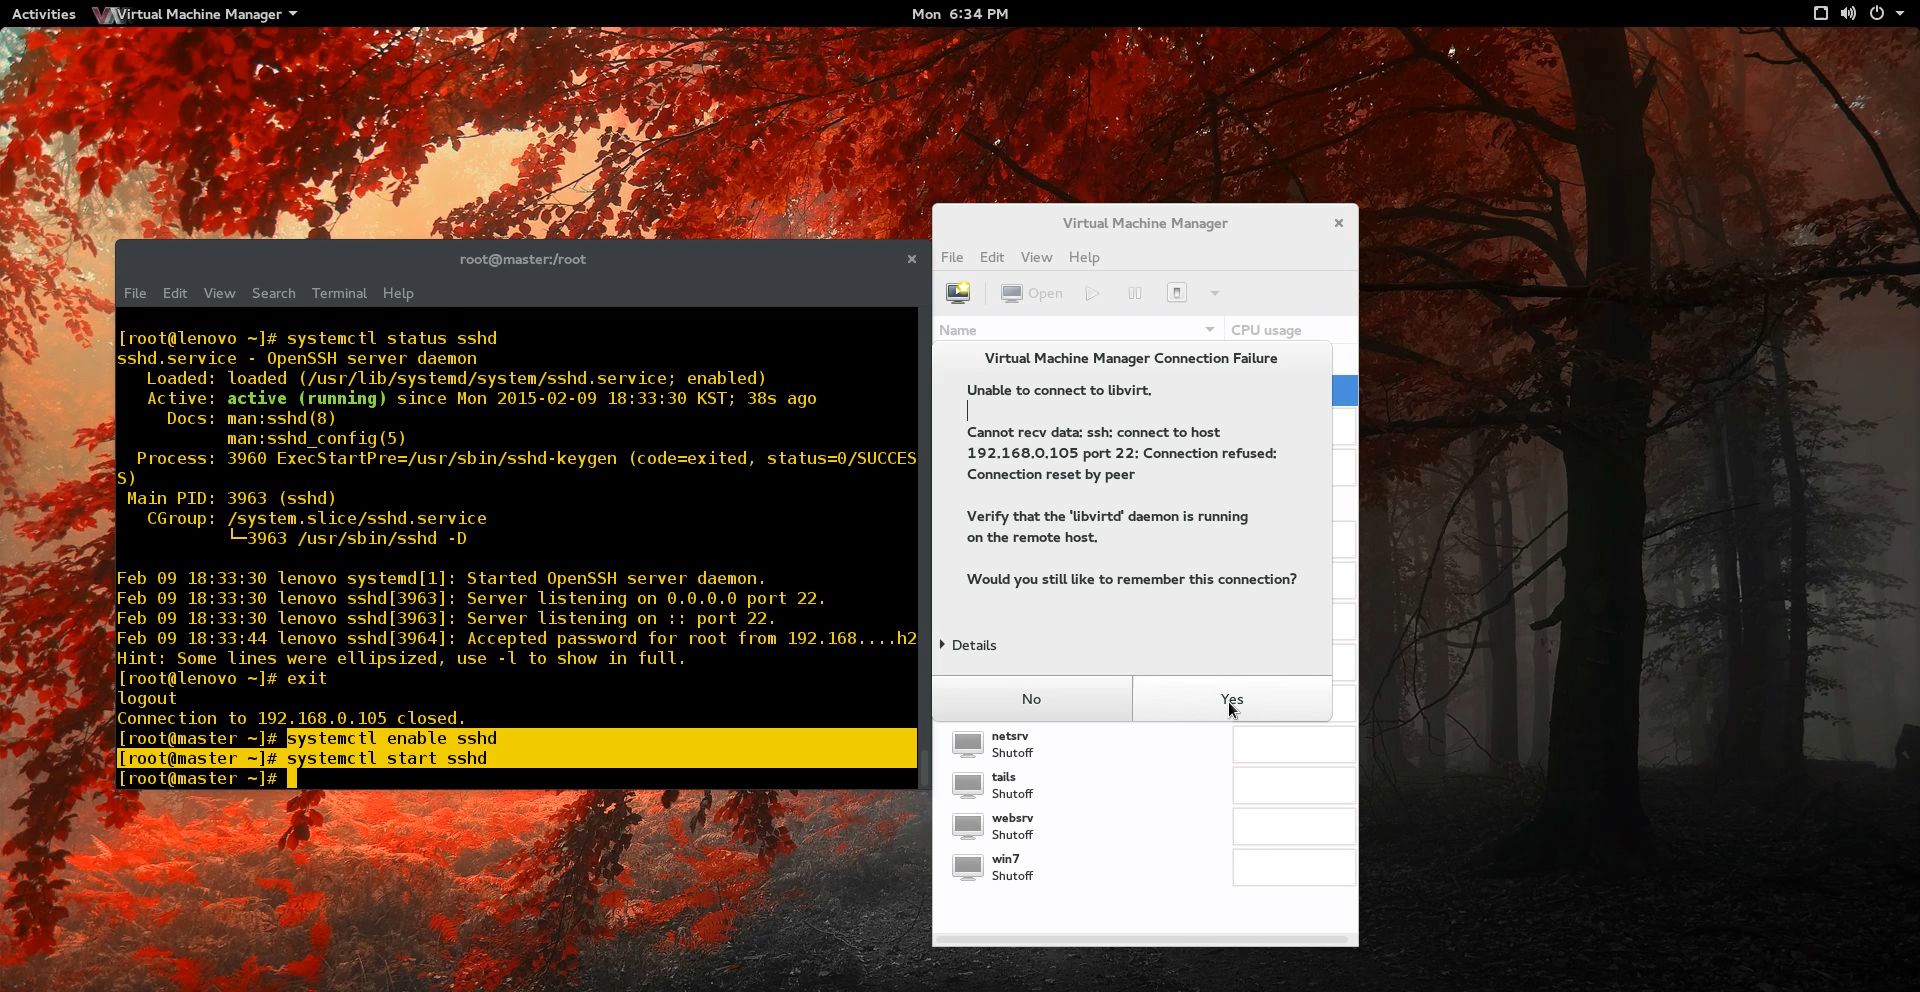 Activities
Virtual Machine Manager
Mon 6:34 PM
root@master:/root
File Edit View Search Terminal Help
[root@lenovo ~]# systemctl status sshd
sshd.service - OpenSSH server daemon
Loaded: loaded (/usr/lib/systemd/system/sshd.service; enabled)
Active: active (running) since Mon 2015-02-09 18:33:30 KST; 38s ago
Docs: man:sshd(8)
man:sshd_config(5)
Process: 3960 ExecStartPre=/usr/sbin/sshd-keygen (code=exited, status=0/SUCCES
S)
Main PID: 3963 (sshd)
CGroup: /system.slice/sshd.service
└─3963 /usr/sbin/sshd -D
Feb 09 18:33:30 lenovo systemd[1]: Started OpenSSH server daemon.
Feb 09 18:33:30 lenovo sshd[3963]: Server listening on 0.0.0.0 port 22.
Feb 09 18:33:30 lenovo sshd[3963]: Server listening on :: port 22.
Feb 09 18:33:44 lenovo sshd[3964]: Accepted password for root from 192.168....h2
Hint: Some lines were ellipsized, use -l to show in full.
[root@lenovo ~]# exit
logout
Connection to 192.168.0.105 closed.
[root@master ~]# systemctl enable sshd
[root@master ~]# systemctl start sshd
[root@master ~]#
Virtual Machine Manager
File Edit View Help
Open
Name CPU usage
Virtual Machine Manager Connection Failure
Unable to connect to libvirt.
Cannot recv data: ssh: connect to host
192.168.0.105 port 22: Connection refused:
Connection reset by peer
Verify that the 'libvirtd' daemon is running
on the remote host.
Would you still like to remember this connection?
Details
No
Yes
netsrv
Shutoff
tails
Shutoff
websrv
Shutoff
win7
Shutoff